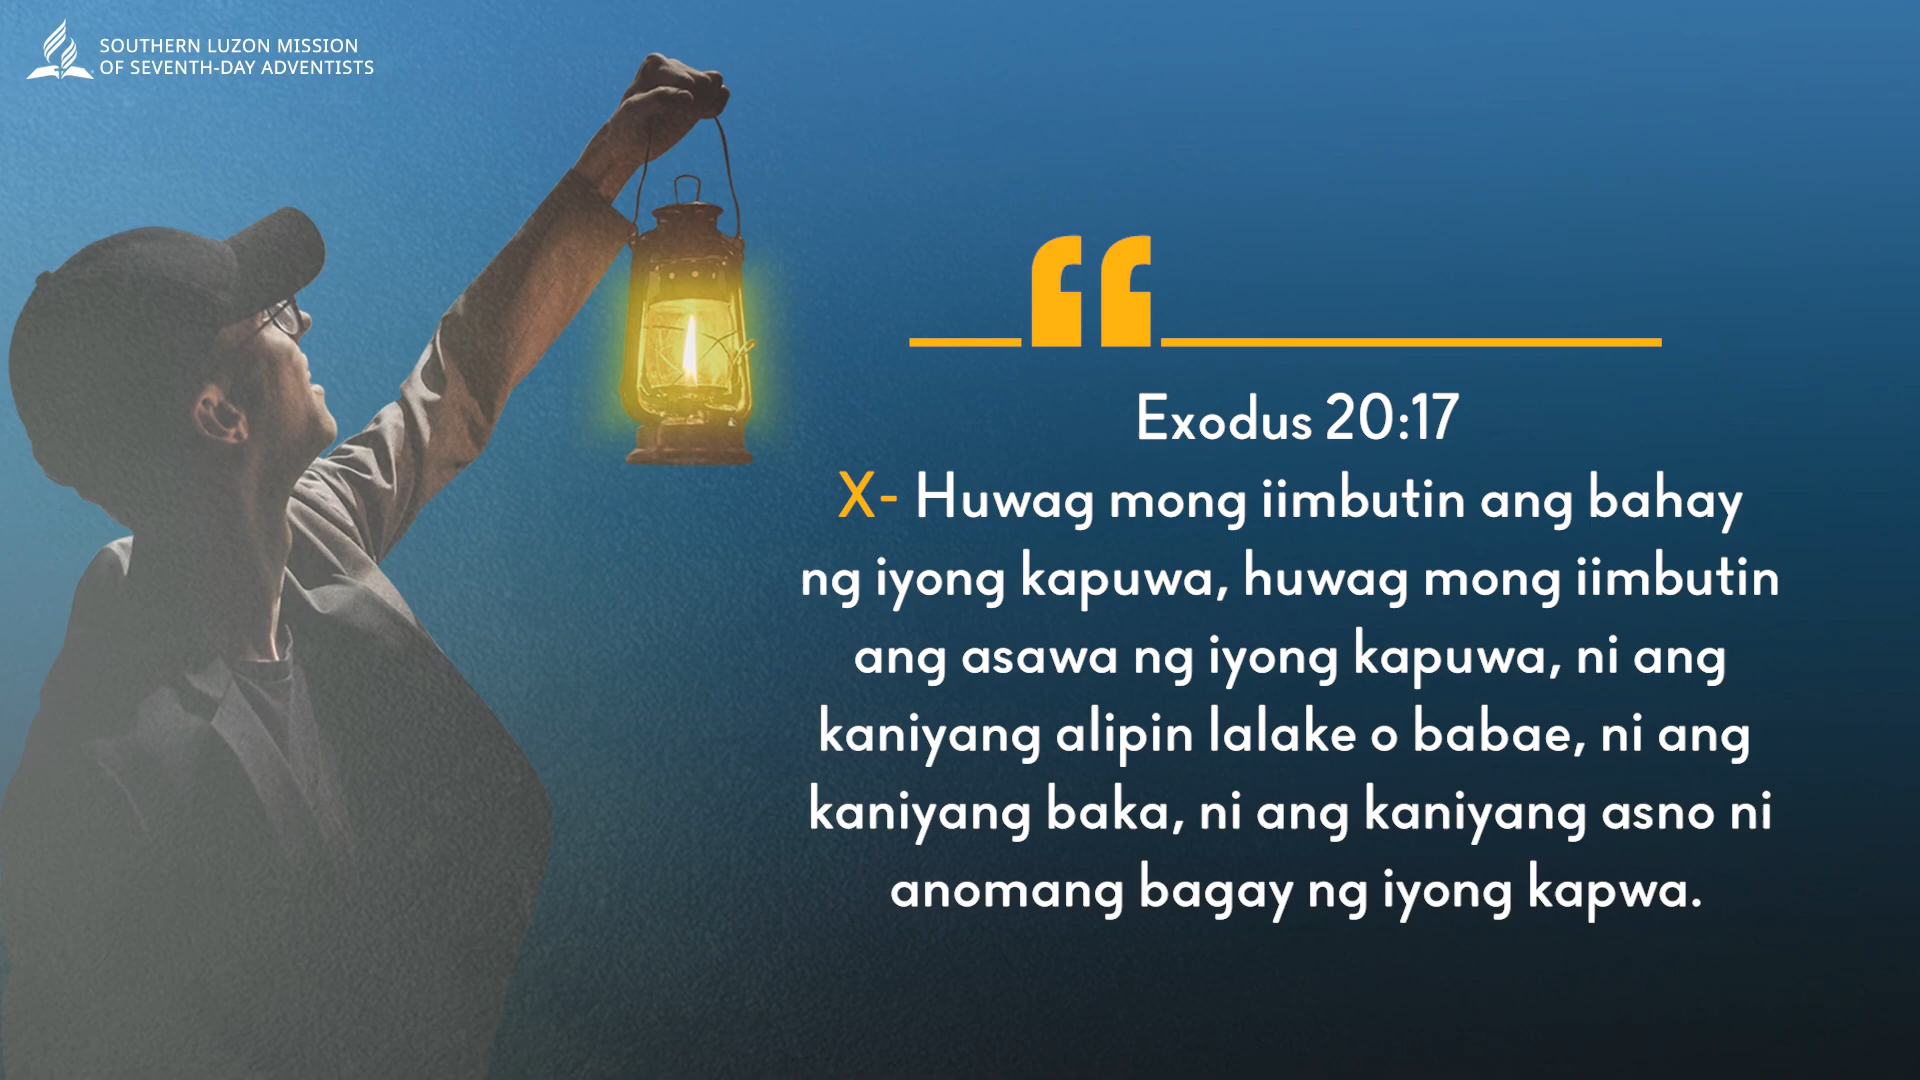 SOUTHERN LUZON MISSION
OF SEVENTH-DAY ADVENTISTS
“
Exodus 20:17
X- Huwag mong iimbutin ang bahay
ng iyong kapuwa, huwag mong iimbutin
ang asawa ng iyong kapuwa, ni ang
kaniyang alipin lalake o babae, ni ang
kaniyang baka, ni ang kaniyang asno ni
anomang bagay ng iyong kapwa.